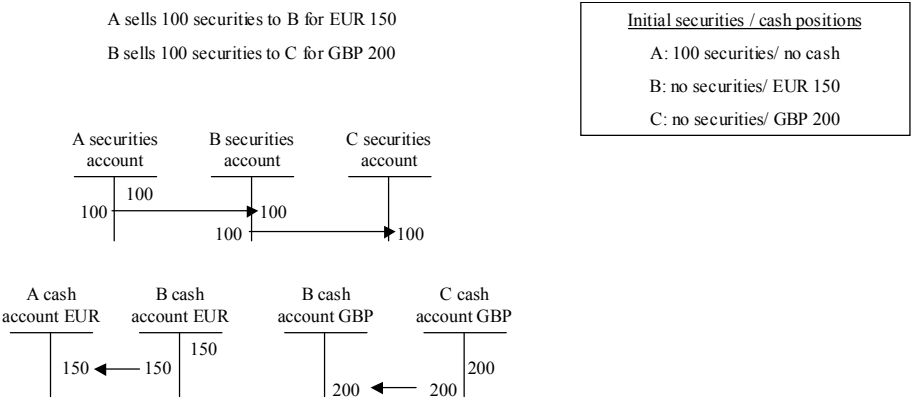 A sells 100 securities to B for EUR 150
B sells 100 securities to C for GBP 200
Initial securities / cash positions
A: 100 securities/ no cash
B: no securities/ EUR 150
C: no securities/ GBP 200
A securities
account
B securities
account
C securities
account
100
100
100
100
100
A cash
account EUR
B cash
account EUR
B cash
account GBP
C cash
account GBP
150
150
150
200
200
200